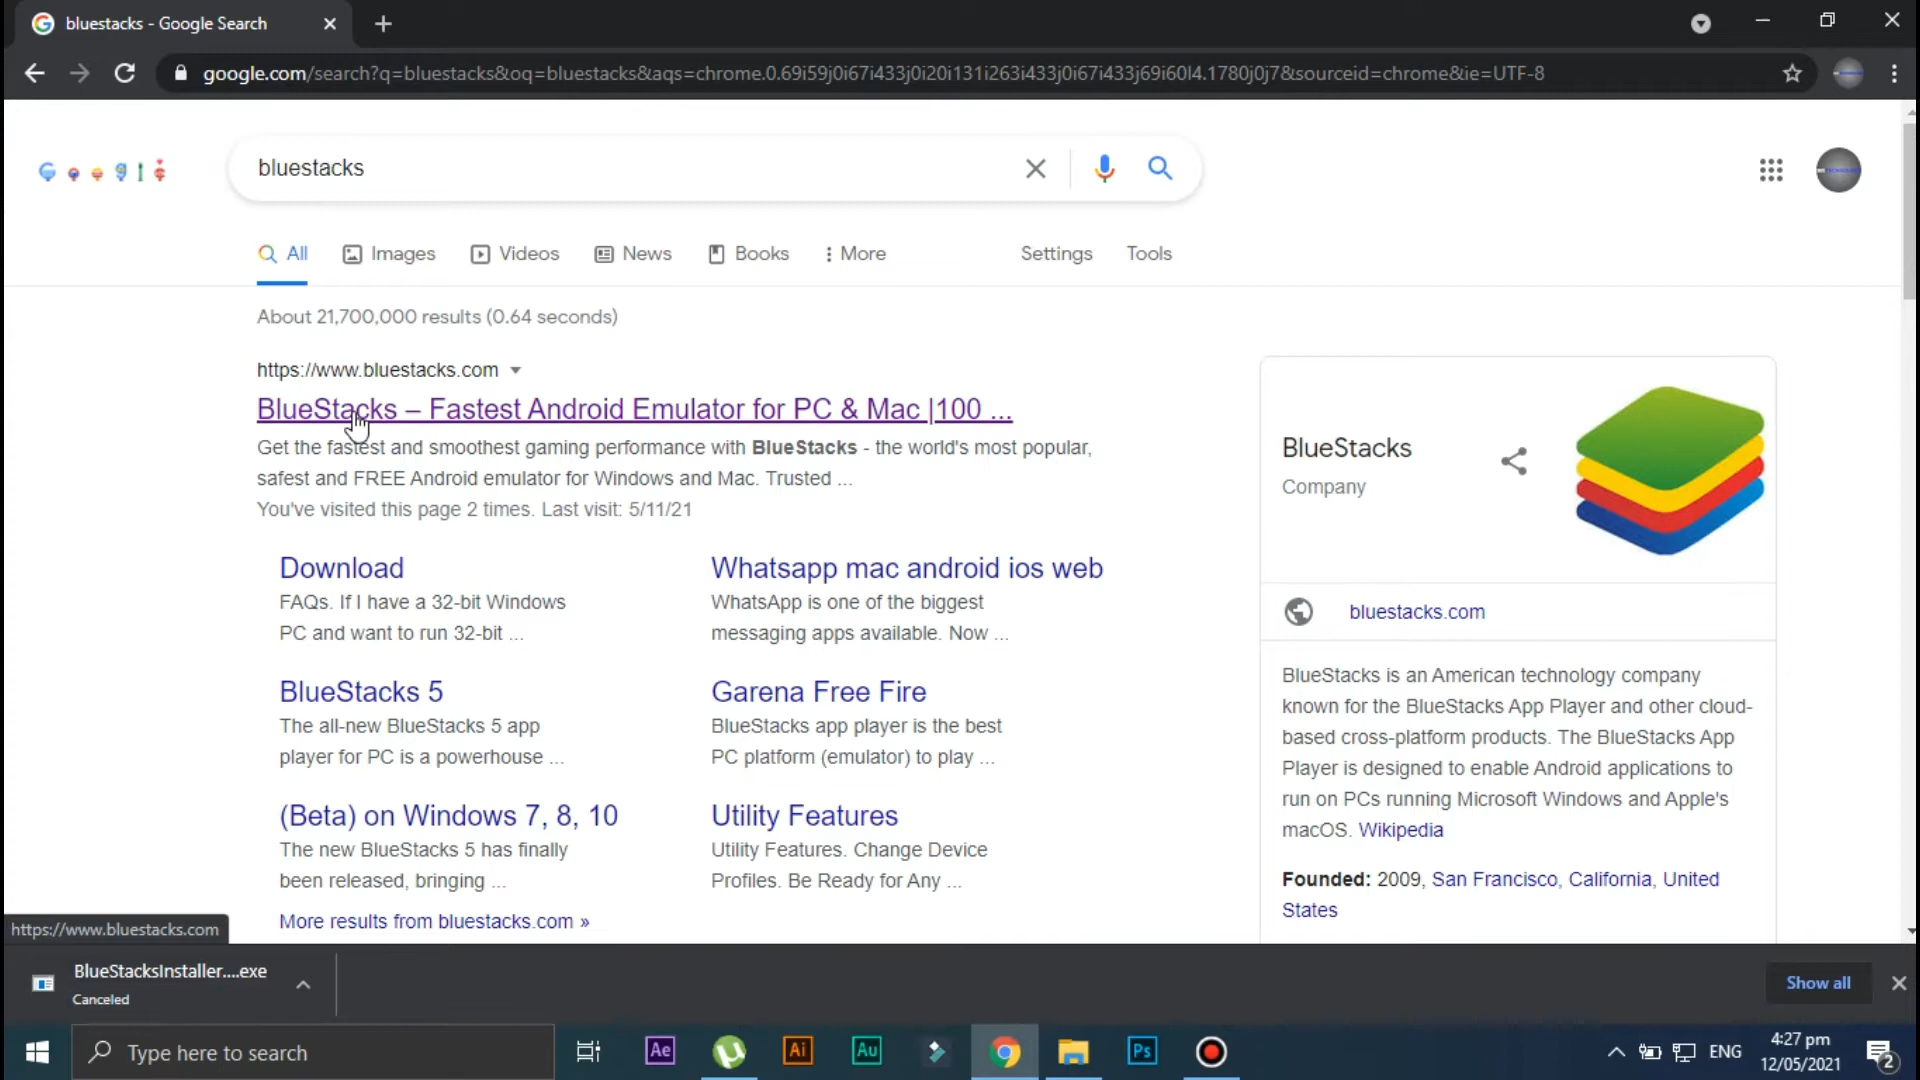 bluestacks - Google Search
google.com/search?q=bluestacks&oq=bluestacks&aqs=chrome.0.69i59j0i67i433j0i20i131i263i433j0i67i433j69i60l4.1780j0j7&sourceid=chrome&ie=UTF-8
Google
bluestacks
All Images Videos News Books More Settings Tools
About 21,700,000 results (0.64 seconds)
https://www.bluestacks.com
BlueStacks – Fastest Android Emulator for PC & Mac |100 ...
Get the fastest and smoothest gaming performance with BlueStacks - the world's most popular,
safest and FREE Android emulator for Windows and Mac. Trusted ...
You've visited this page 2 times. Last visit: 5/11/21
Download
FAQs. If I have a 32-bit Windows
PC and want to run 32-bit ...
Whatsapp mac android ios web
WhatsApp is one of the biggest
messaging apps available. Now ...
BlueStacks 5
The all-new BlueStacks 5 app
player for PC is a powerhouse ...
Garena Free Fire
BlueStacks app player is the best
PC platform (emulator) to play ...
(Beta) on Windows 7, 8, 10
The new BlueStacks 5 has finally
been released, bringing ...
Utility Features
Utility Features. Change Device
Profiles. Be Ready for Any ...
More results from bluestacks.com »
BlueStacks
Company
bluestacks.com
BlueStacks is an American technology company
known for the BlueStacks App Player and other cloud-
based cross-platform products. The BlueStacks App
Player is designed to enable Android applications to
run on PCs running Microsoft Windows and Apple's
macOS. Wikipedia
Founded: 2009, San Francisco, California, United
States
https://www.bluestacks.com
BlueStacksInstaller....exe
Canceled
Show all
Type here to search
Ae
Ai
Au
Ps
ENG
4:27 pm
12/05/2021
2